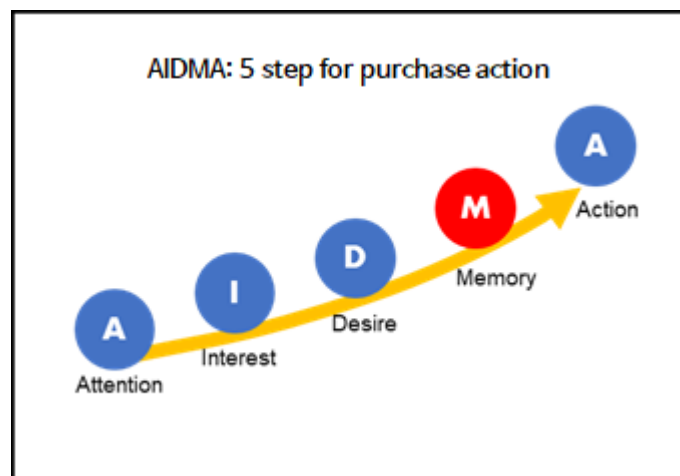 AIDMA: 5 step for purchase action
A
Attention
I
Interest
D
Desire
M
Memory
A
Action